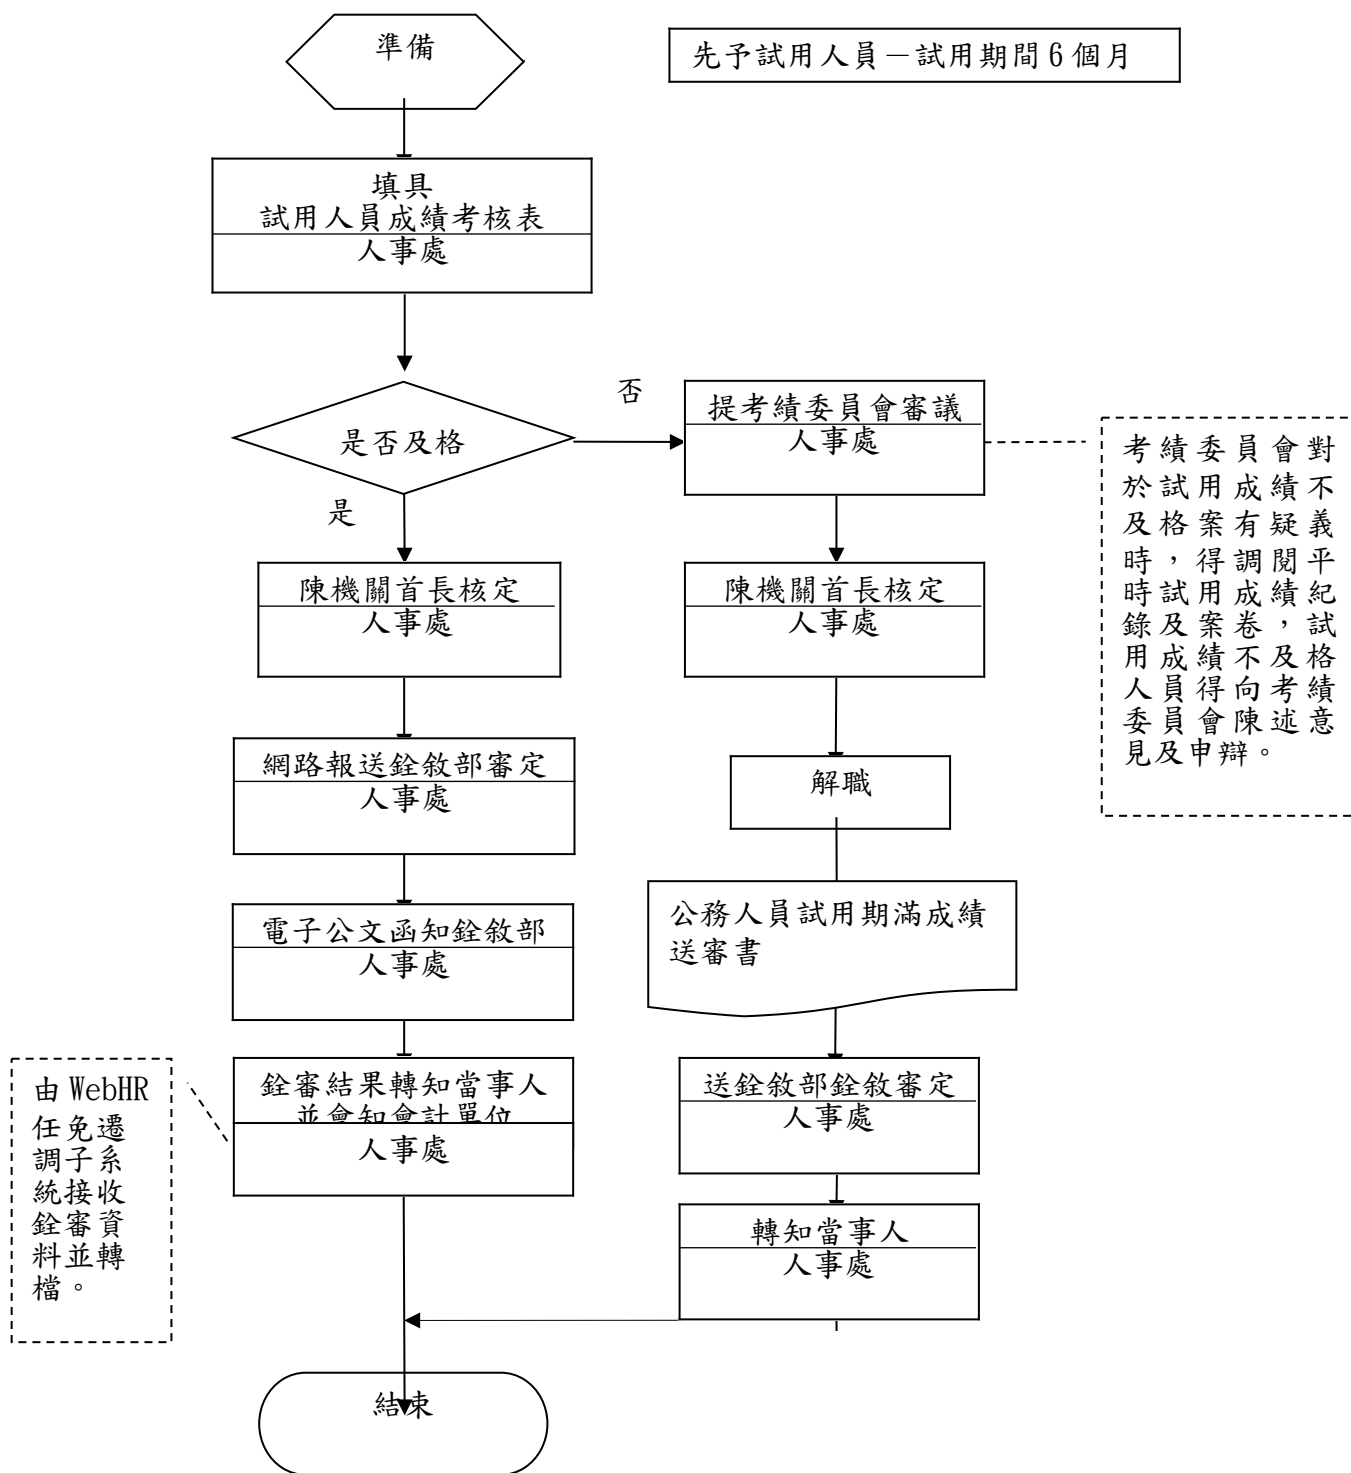 準備
先予試用人員－試用期間6個月
填具
試用人員成績考核表
人事處
是否及格
否
是
提考績委員會審議
人事處
考績委員會對
於試用成績不
及格案有疑義
時，得調閱平
時試用成績紀
錄及案卷，試
用成績不及格
人員得向考績
委員會陳述意
見及申辯。
陳機關首長核定
人事處
陳機關首長核定
人事處
網路報送銓敘部審定
人事處
解職
電子公文函知銓敘部
人事處
公務人員試用期滿成績
送審書
由WebHR
任免遷
調子系
統接收
銓審資
料並轉
檔。
銓審結果轉知當事人
並會知會計單位
人事處
送銓敘部銓敘審定
人事處
轉知當事人
人事處
結束